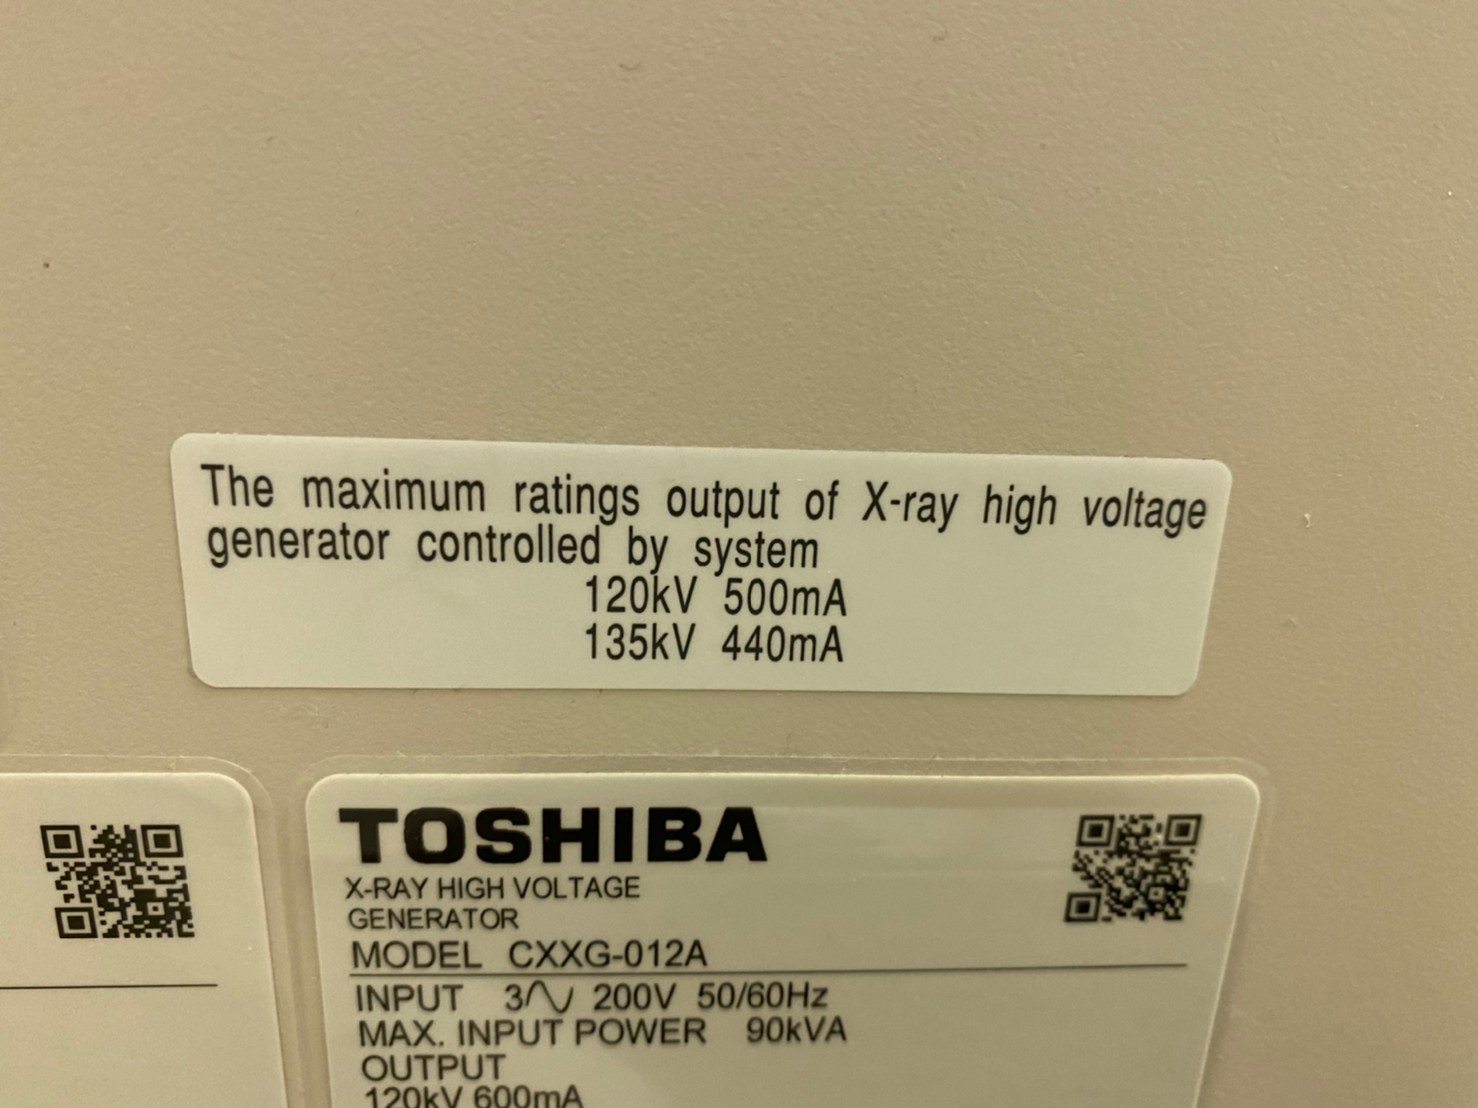 The maximum ratings output of X-ray high voltage
generator controlled by system
120kV 500mA
135kV 440mA
TOSHIBA
X-RAY HIGH VOLTAGE
GENERATOR
MODEL CXXG-012A
INPUT 3∿ 200V 50/60Hz
MAX. INPUT POWER 90kVA
OUTPUT
120kV 600mA